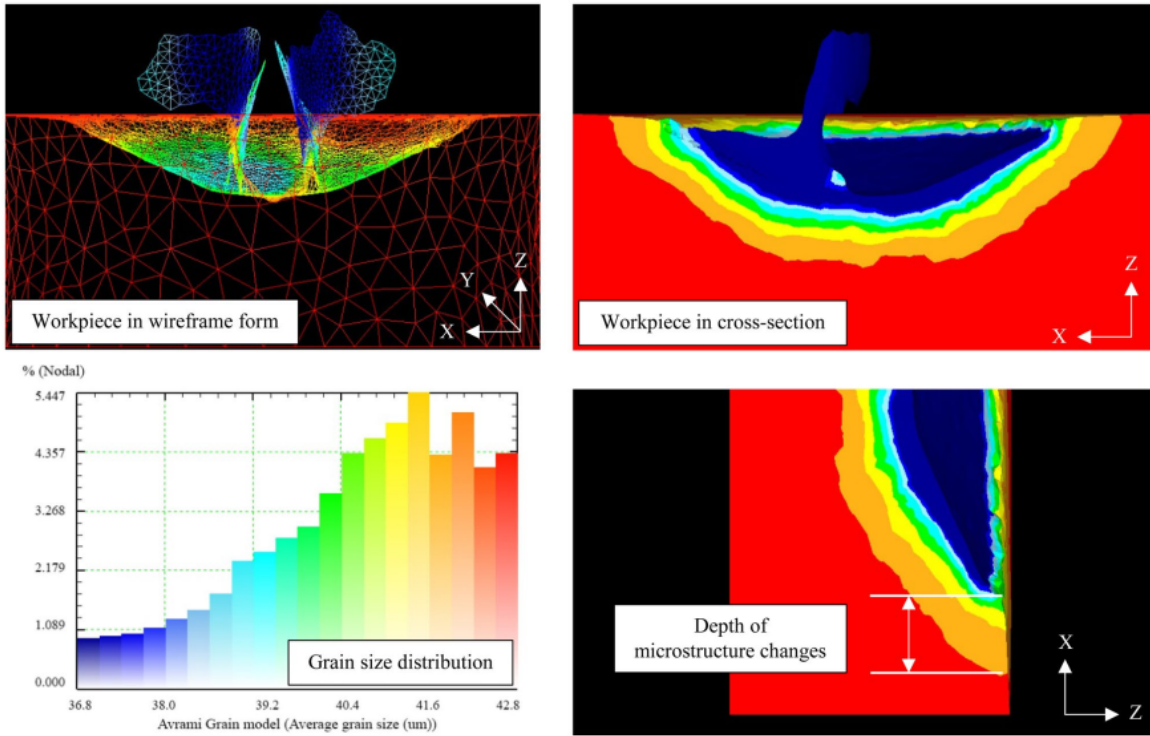 Z
Y
X
Workpiece in wireframe form
Z
X
Workpiece in cross-section
% (Nodal)
5.447
4.357
3.268
2.179
1.089
0.000
Grain size distribution
36.8 38.0 39.2 40.4 41.6 42.8
Avrami Grain model (Average grain size (um))
Depth of
microstructure changes
X
Z